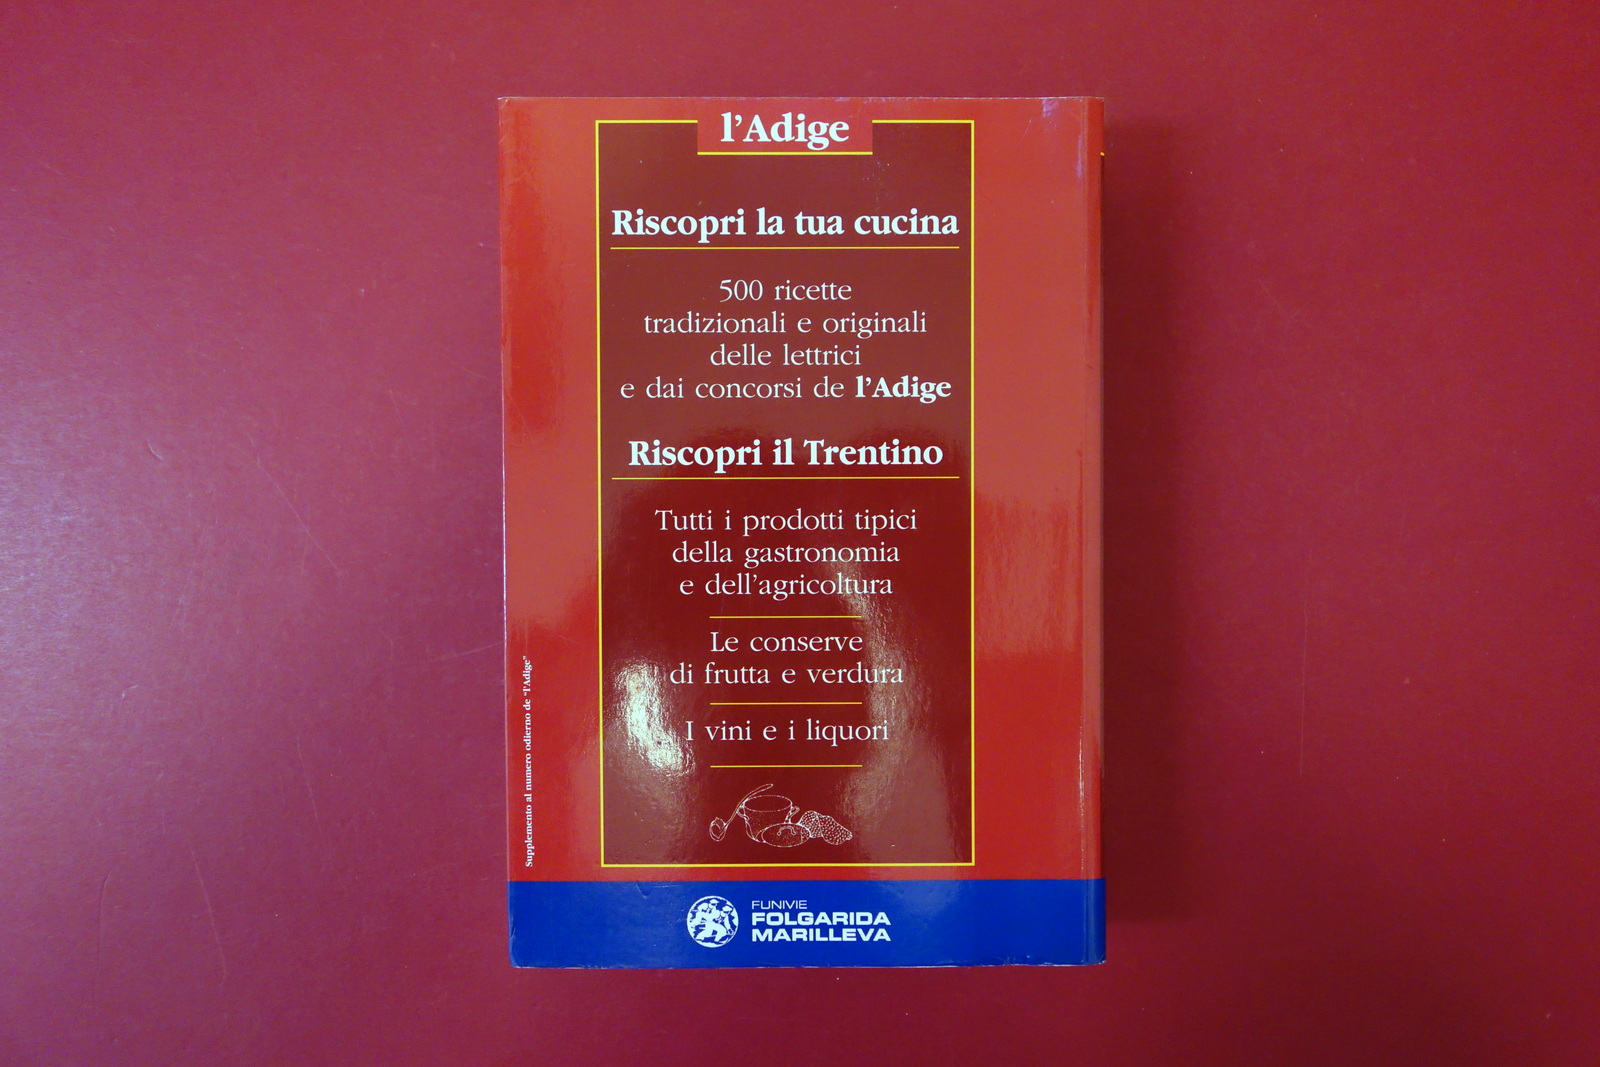 l'Adige
Riscopri la tua cucina
500 ricette
tradizionali e originali
delle lettrici
e dai concorsi de l'Adige
Riscopri il Trentino
Tutti i prodotti tipici
della gastronomia
e dell'agricoltura
Le conserve
di frutta e verdura
I vini e i liquori
Supplemento al numero odierno de "l'Adige"
FUNIVIE
FOLGARIDA
MARILLEVA